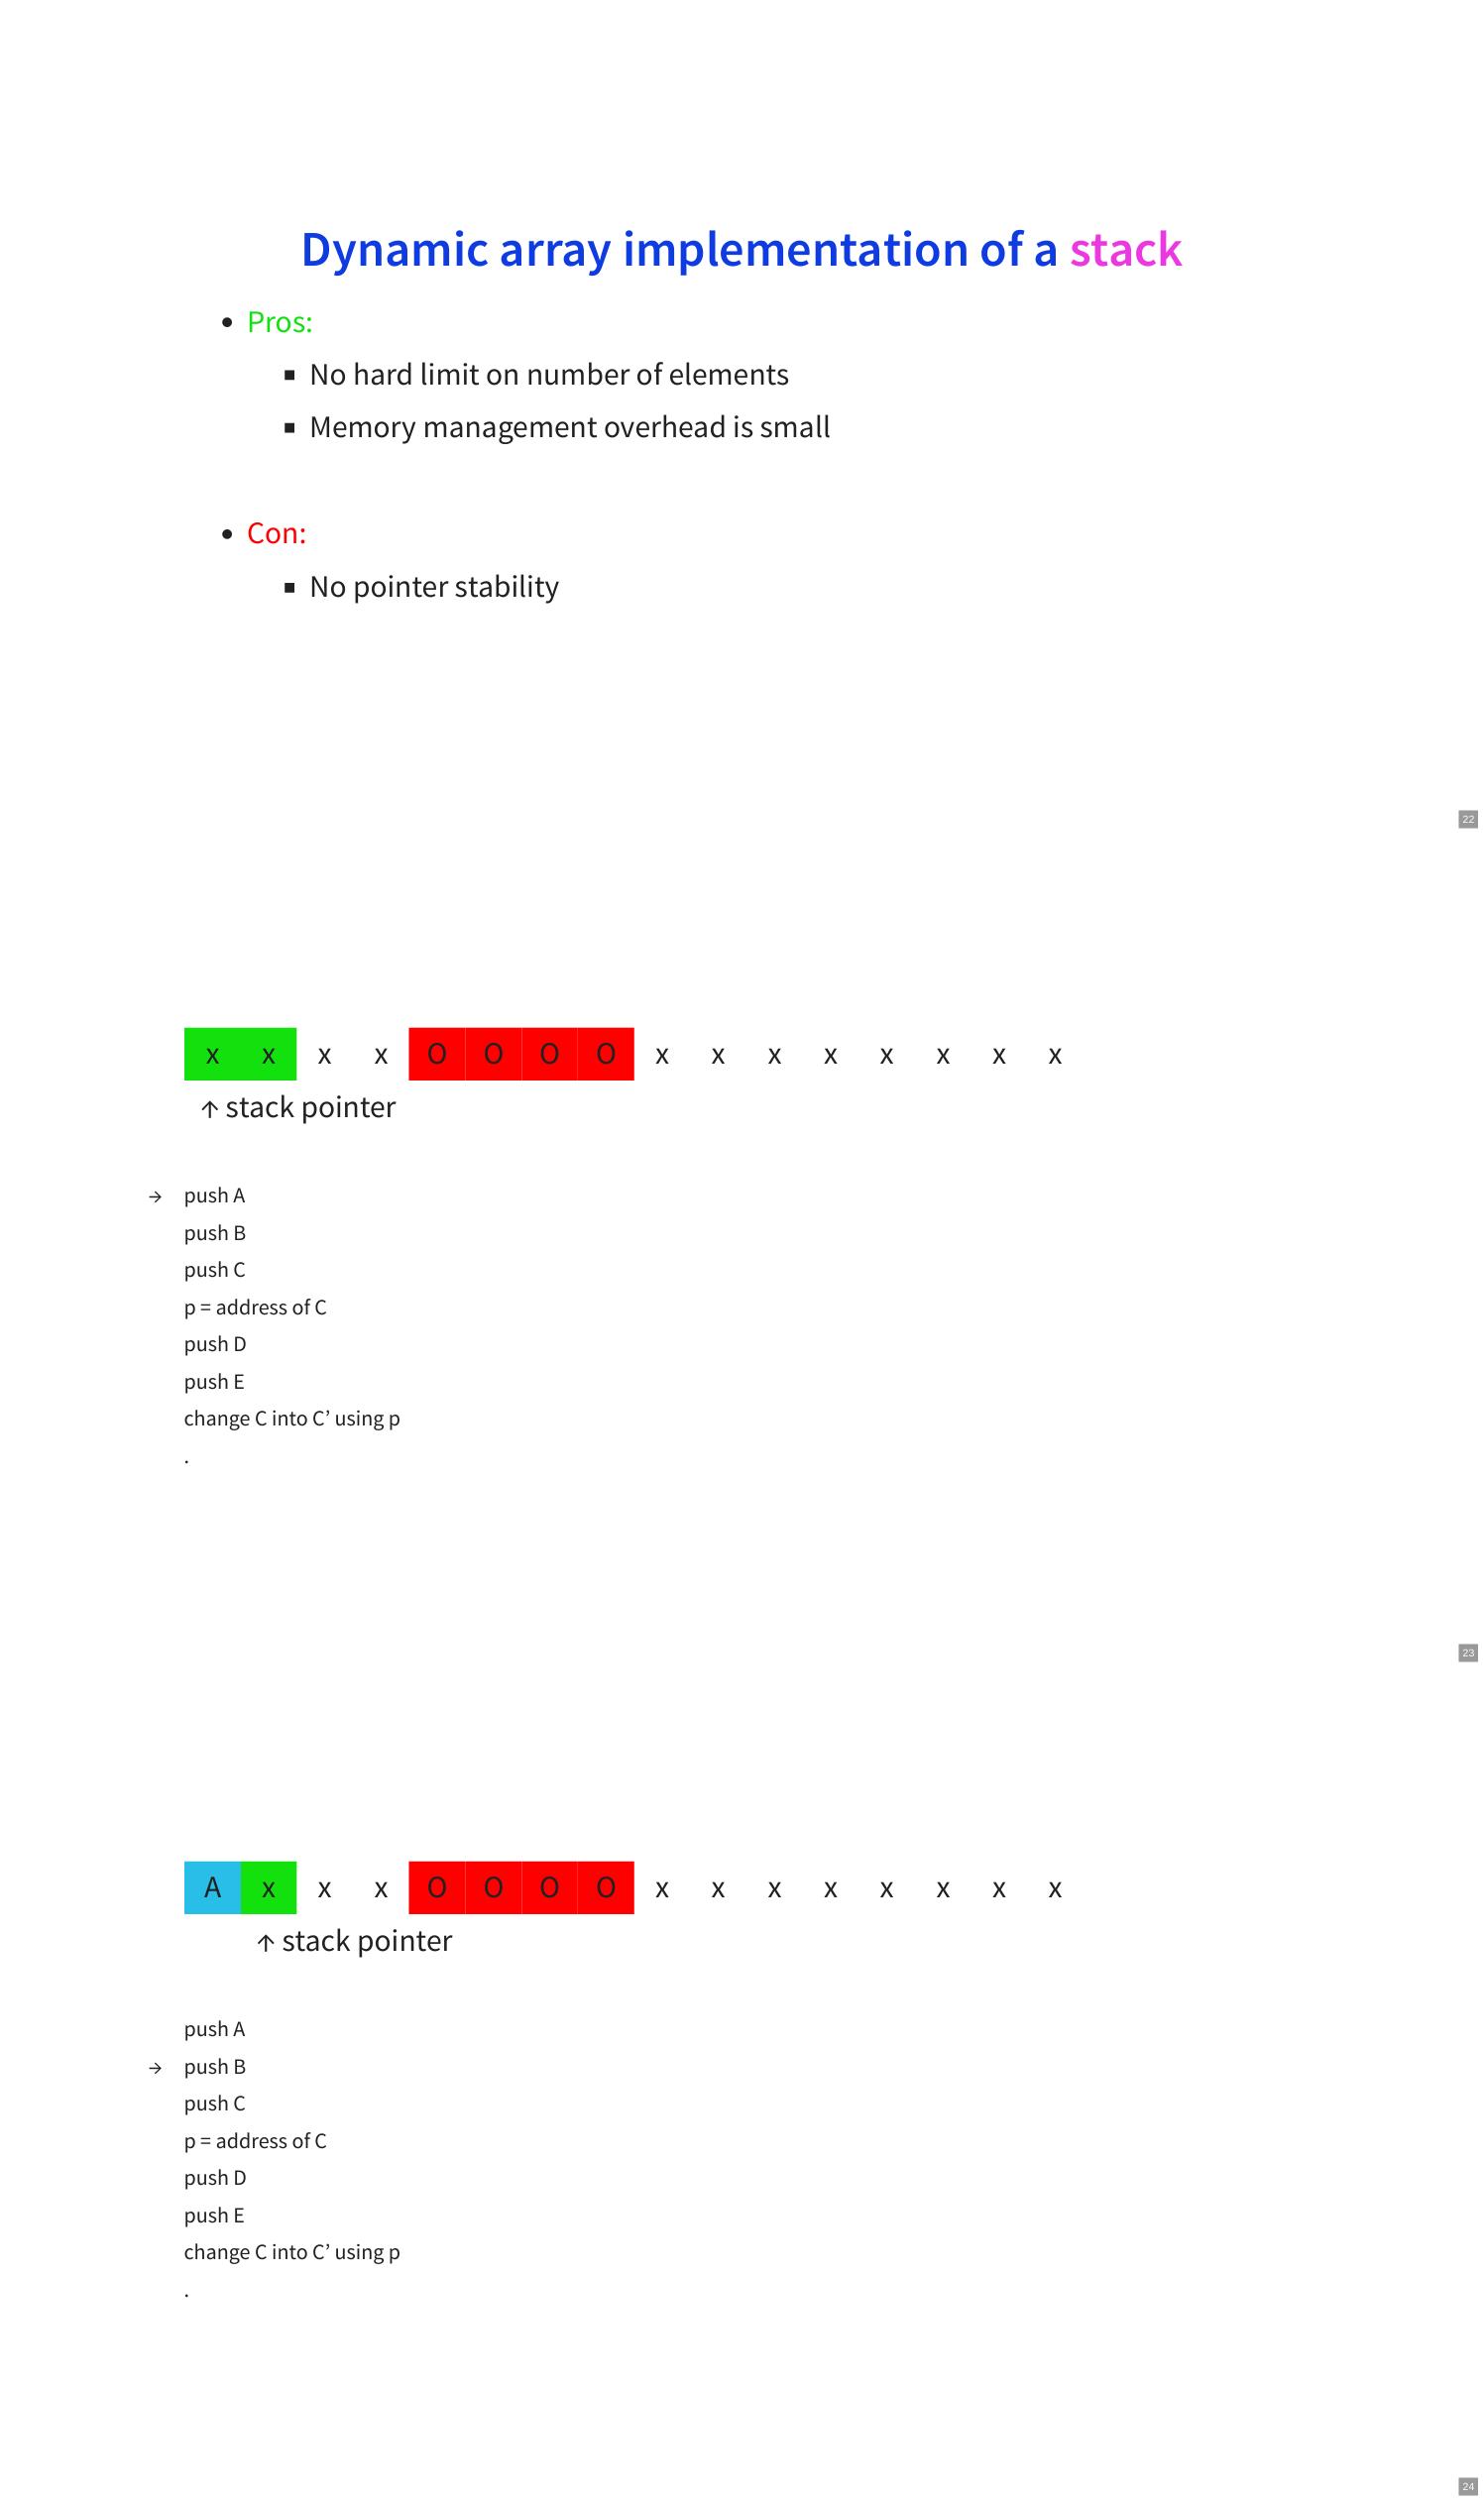 Dynamic array implementation of a stack
• Pros:
▪ No hard limit on number of elements
▪ Memory management overhead is small
• Con:
▪ No pointer stability
22
x x x x O O O O x x x x x x x x
↑ stack pointer
→ push A
push B
push C
p = address of C
push D
push E
change C into C’ using p
.
23
A x x x O O O O x x x x x x x x
↑ stack pointer
push A
→ push B
push C
p = address of C
push D
push E
change C into C’ using p
.
24